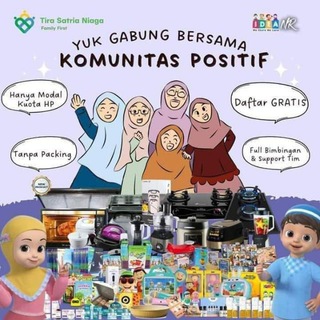 Tiro Satria Niaga
Family First
IDEA NR
YUK GABUNG BERSAMA
KOMUNITAS POSITIF
Hanya Modal
Kuota HP
Daftar GRATIS
Tanpa Packing
Full Bimbingan
& Support Tim